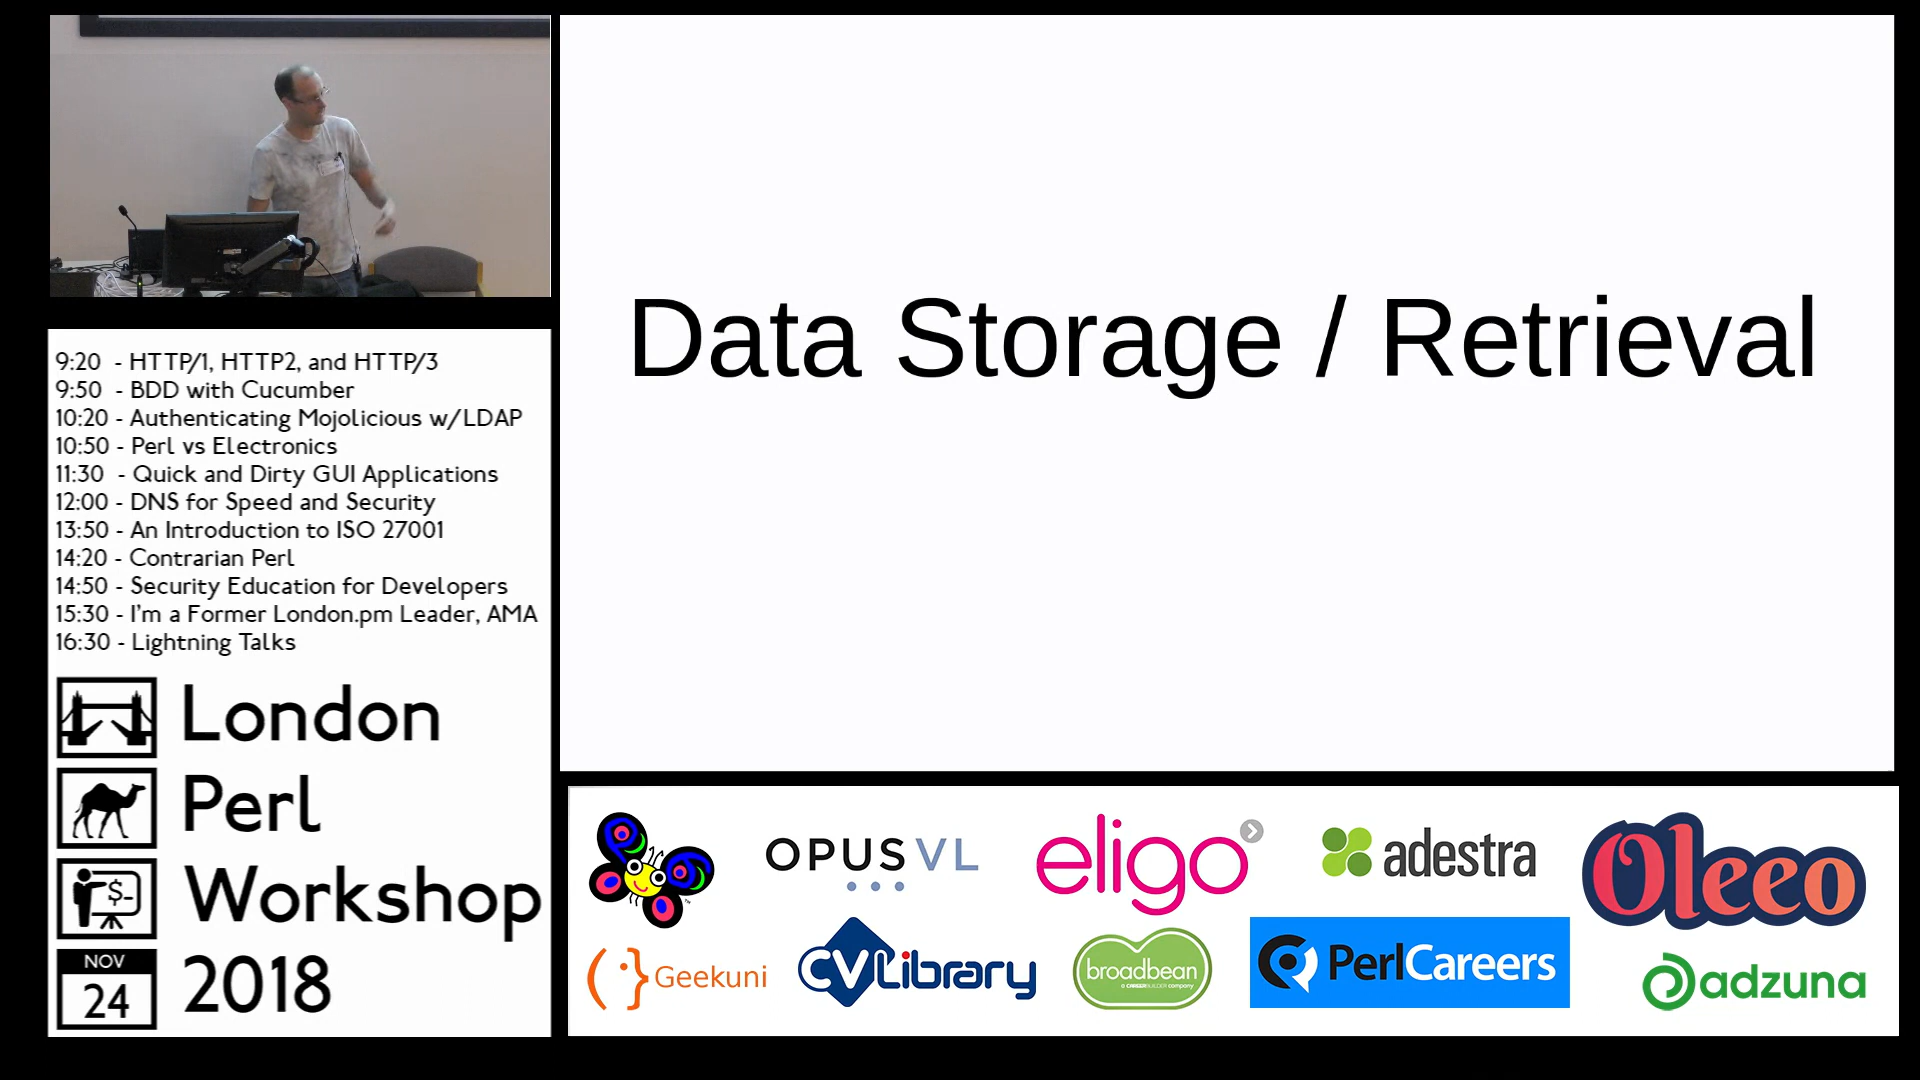 Data Storage / Retrieval
9:20 - HTTP/1, HTTP2, and HTTP/3
9:50 - BDD with Cucumber
10:20 - Authenticating Mojolicious w/LDAP
10:50 - Perl vs Electronics
11:30 - Quick and Dirty GUI Applications
12:00 - DNS for Speed and Security
13:50 - An Introduction to ISO 27001
14:20 - Contrarian Perl
14:50 - Security Education for Developers
15:30 - I'm a Former London.pm Leader, AMA
16:30 - Lightning Talks
London
Perl
$-
Workshop
NOV
24
2018
OPUS VL
eligo
adestra
Oleeo
Geekuni
CVLibrary
broadbean
a CAREERBUILDER company
PerlCareers
adzuna